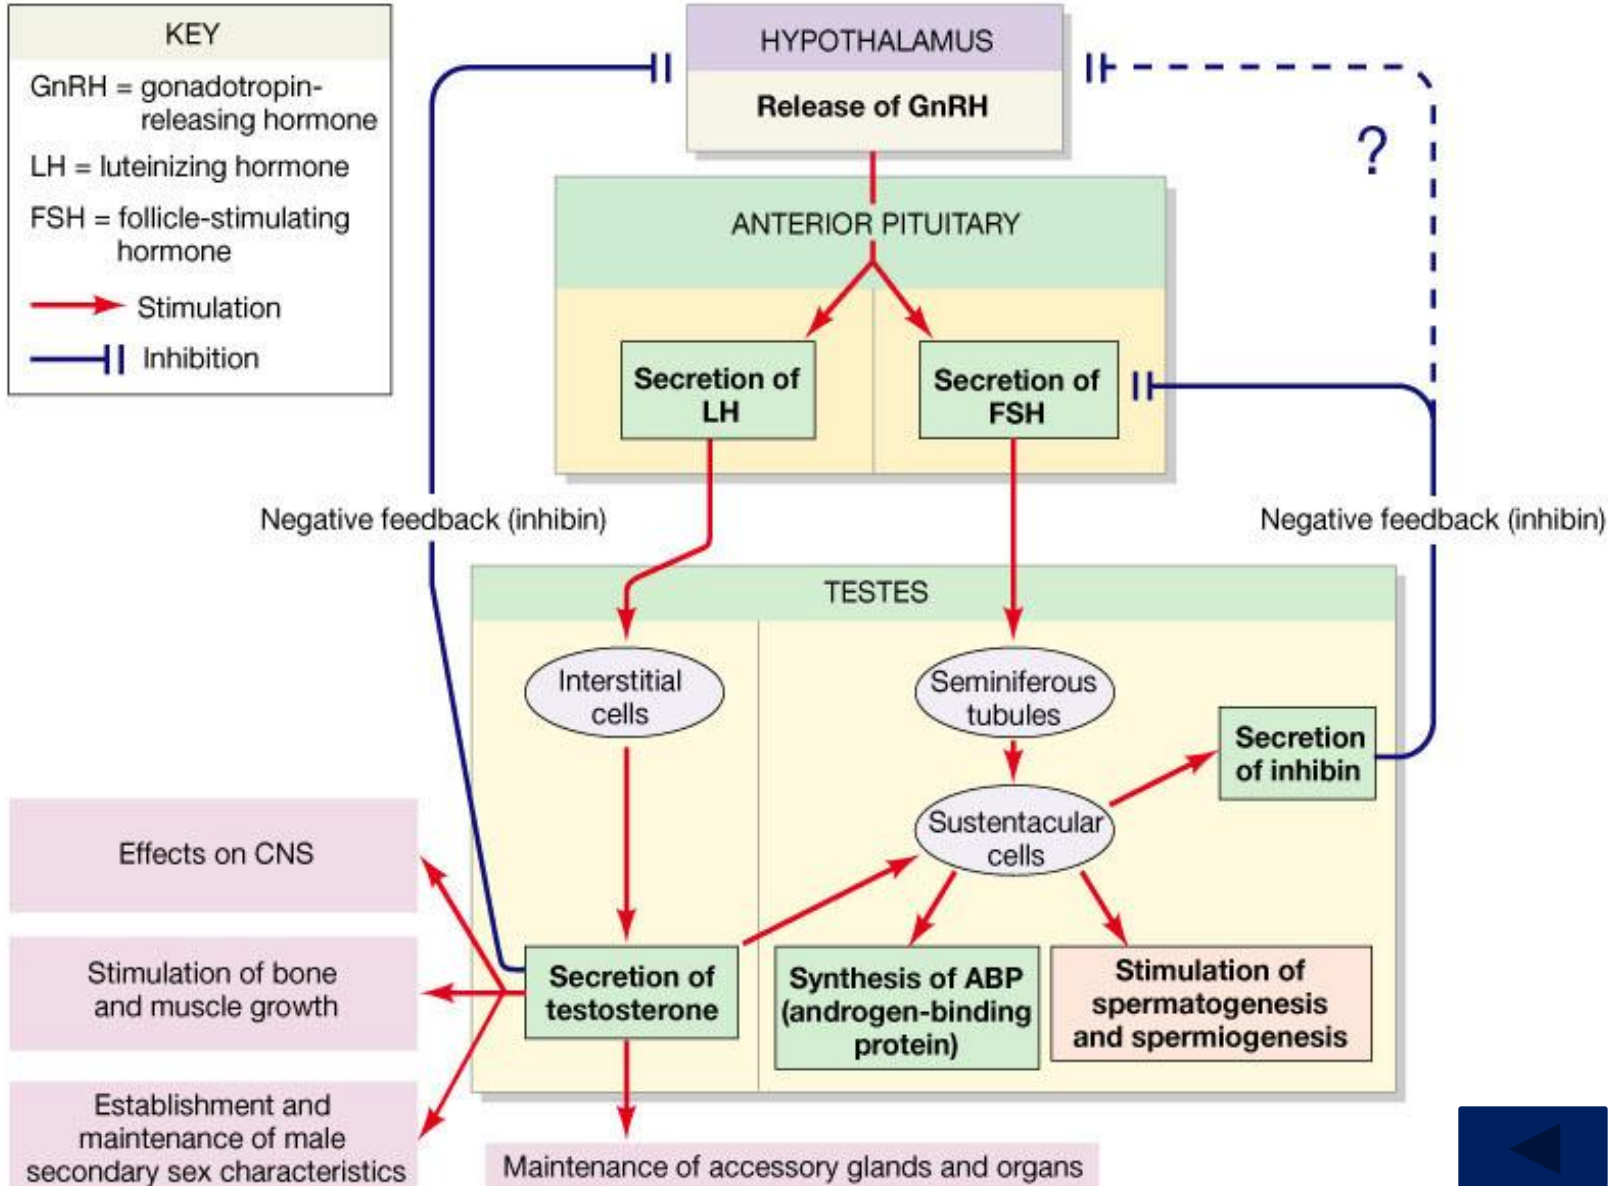 KEY
GnRH = gonadotropin-
releasing hormone
LH = luteinizing hormone
FSH = follicle-stimulating
hormone
Stimulation
Inhibition
HYPOTHALAMUS
Release of GnRH
?
ANTERIOR PITUITARY
Secretion of
LH
Secretion of
FSH
Negative feedback (inhibin)
Negative feedback (inhibin)
TESTES
Interstitial
cells
Seminiferous
tubules
Secretion
of inhibin
Sustentacular
cells
Effects on CNS
Stimulation of bone
and muscle growth
Secretion of
testosterone
Synthesis of ABP
(androgen-binding
protein)
Stimulation of
spermatogenesis
and spermiogenesis
Establishment and
maintenance of male
secondary sex characteristics
Maintenance of accessory glands and organs